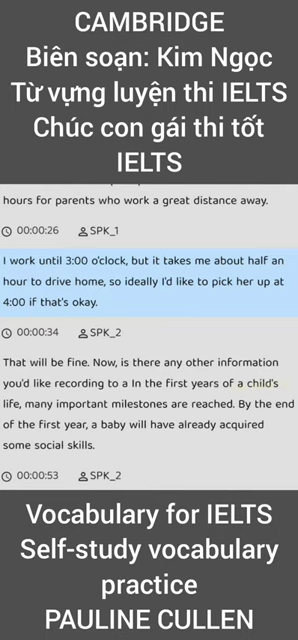 CAMBRIDGE
Biên soạn: Kim Ngọc
Từ vựng luyện thi IELTS
Chúc con gái thi tốt
IELTS
hours for parents who work a great distance away.
00:00:26 SPK_1
I work until 3:00 o'clock, but it takes me about half an
hour to drive home, so ideally I'd like to pick her up at
4:00 if that's okay.
00:00:34 SPK_2
That will be fine. Now, is there any other information
you'd like recording to a In the first years of a child's
life, many important milestones are reached. By the end
of the first year, a baby will have already acquired
some social skills.
00:00:53 SPK_2
Vocabulary for IELTS
Self-study vocabulary
practice
PAULINE CULLEN